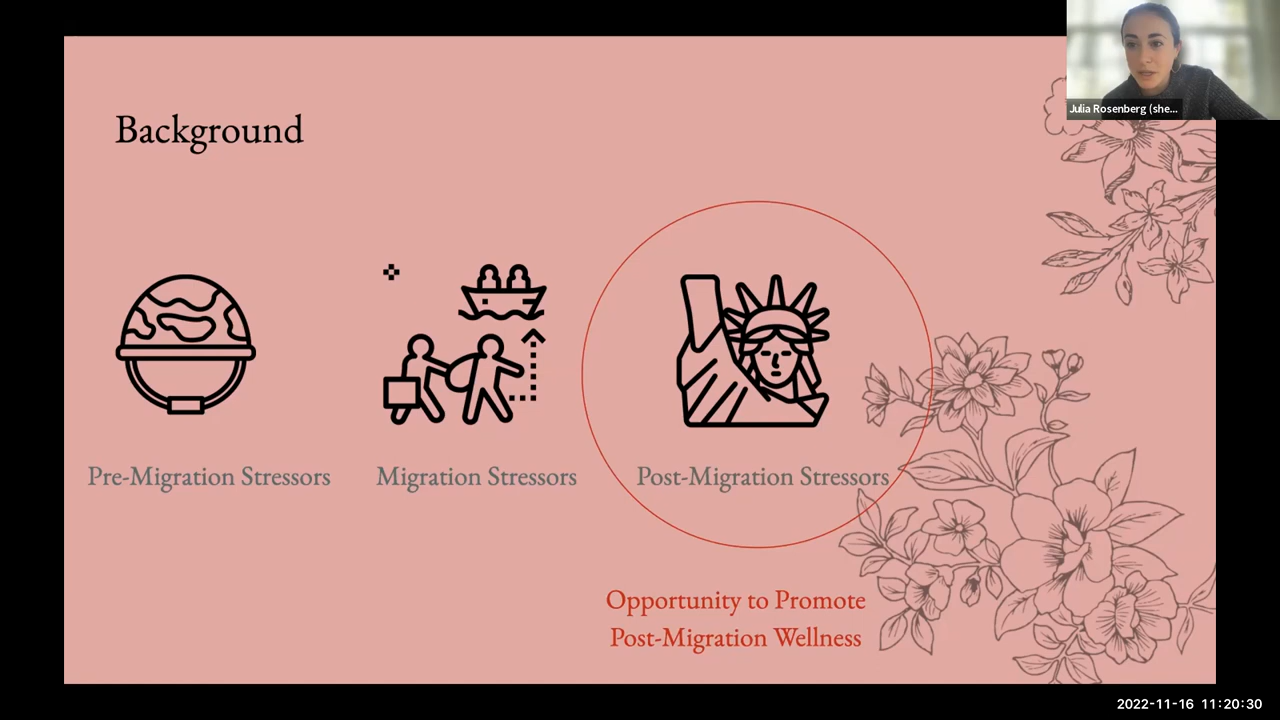 Julia Rosenberg (she...
Background
Pre-Migration Stressors
Migration Stressors
Post-Migration Stressors
Opportunity to Promote
Post-Migration Wellness
2022-11-16 11:20:30